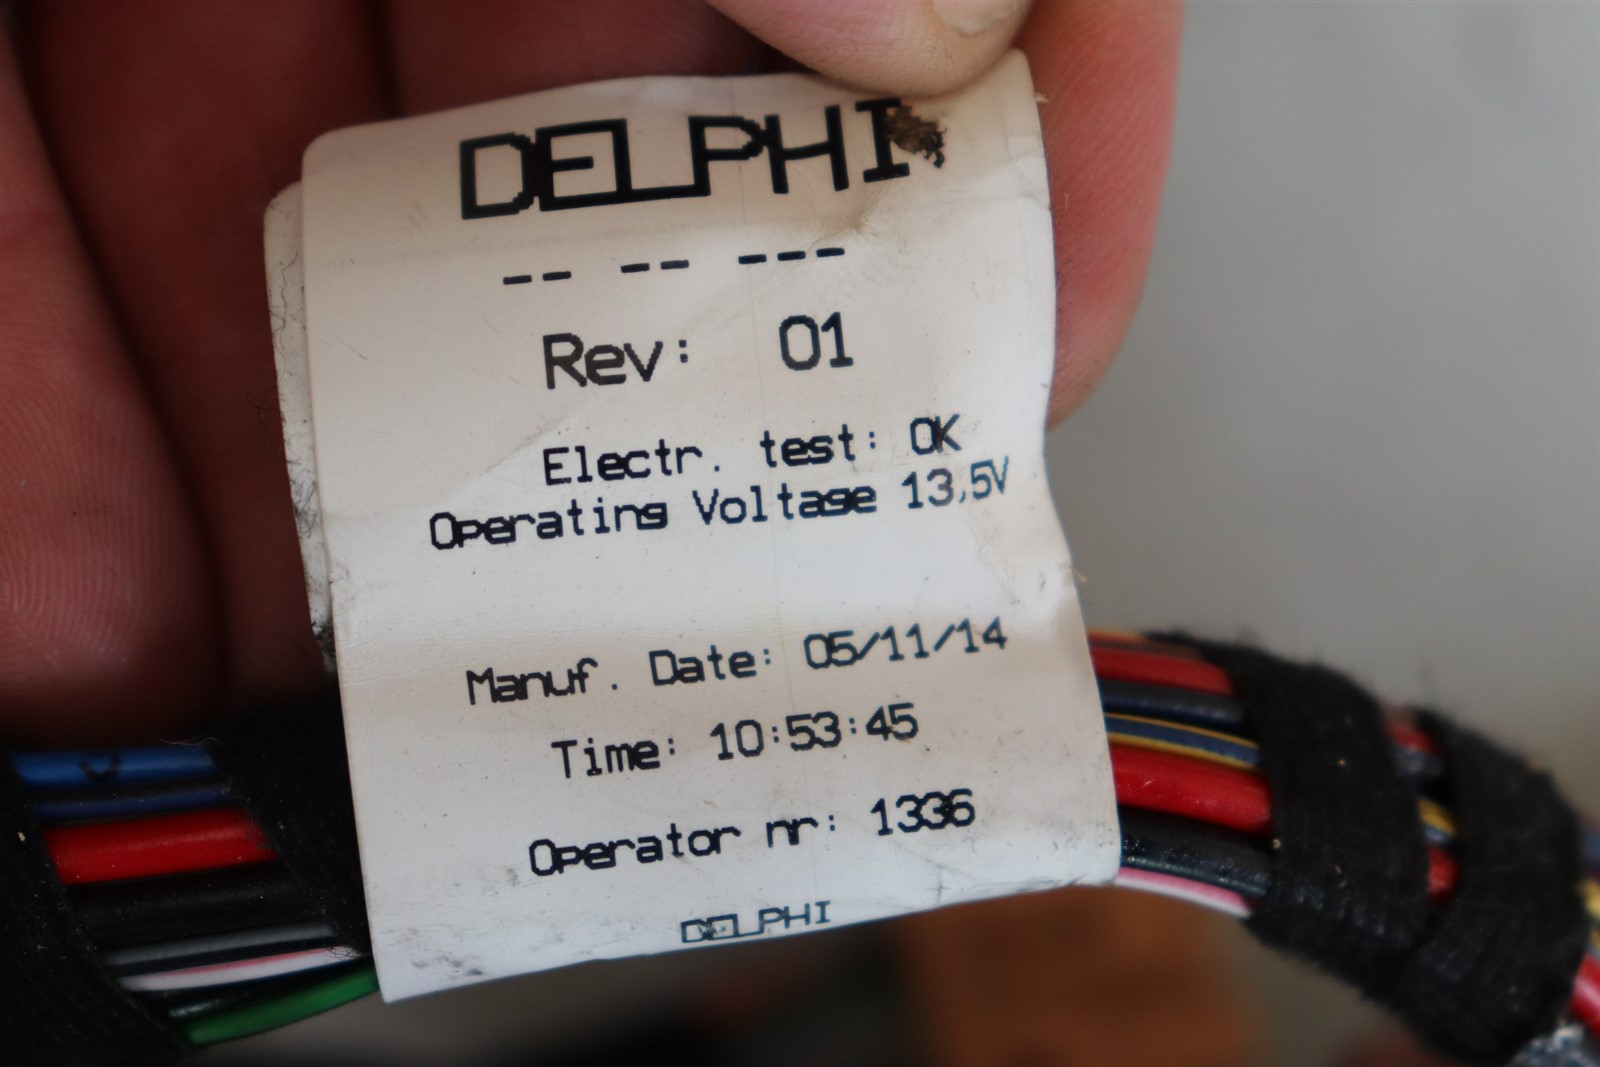 DELPHI
-- -- ---
Rev: 01
Electr. test: OK
Operating Voltage 13,5V
Manuf. Date: 05/11/14
Time: 10:53:45
Operator nr: 1336
DELPHI